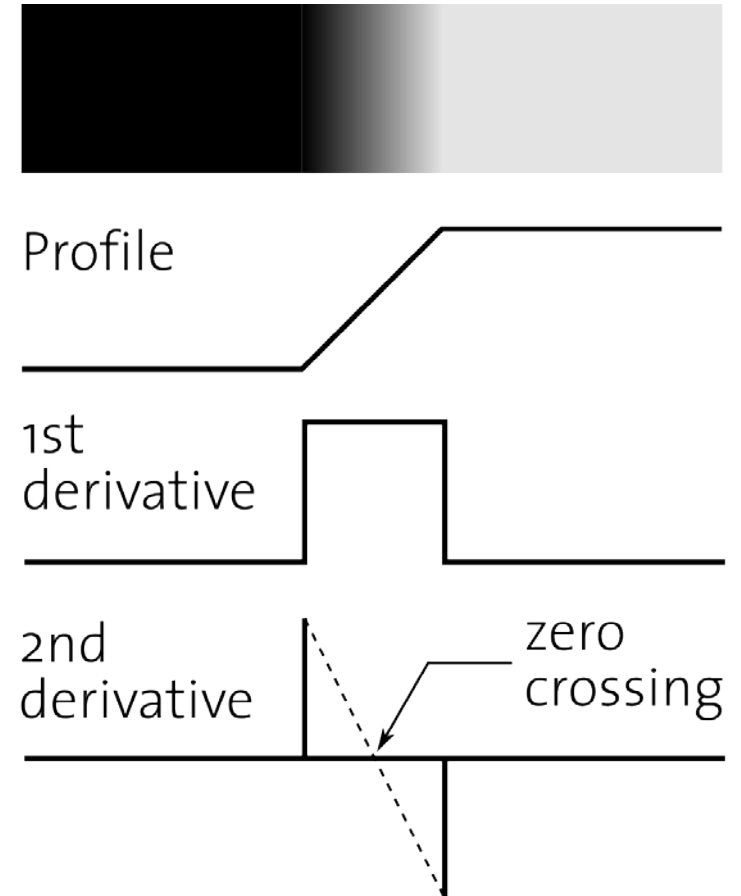 Profile
1st
derivative
2nd
derivative
zero
crossing